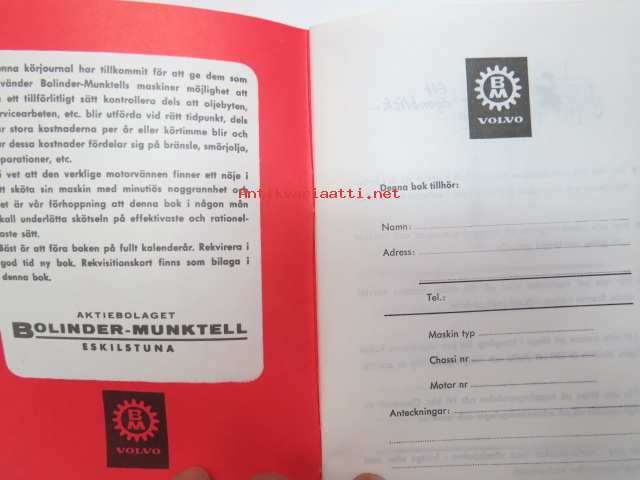 enna körjournal har tillkommit för att ge dem som
vänder Bolinder-Munktells maskiner möjlighet att
ett tillförlitligt sätt kontrollera dels att oljebyten,
rvicearbeten, etc. blir utförda vid rätt tidpunkt, dels
r stora kostnaderna per år eller körtimme blir och
r dessa kostnader fördelar sig på bränsle, smörjolja,
parationer, etc.
i vet att den verklige motorvännen finner ett nöje i
tt sköta sin maskin med minutiös noggrannhet och
et är vår förhoppning att denna bok i någon mån
kall underlätta skötseln på effektivaste och rationel-
aste sätt.
Bäst är att föra baken på fullt kalenderår. Rekvirera i
god tid ny bok. Rekvisitionskort finns som bilaga i
denna bok.
AKTIEBOLAGET
BOLINDER-MUNKTELL
ESKILSTUNA
BM
VOLVO
BM
VOLVO
Denna bok tillhör:
Antikvariaatti.net
Namn:
Adress:
Tel.:
Maskin typ
Chassi nr
Motor nr
Anteckningar: